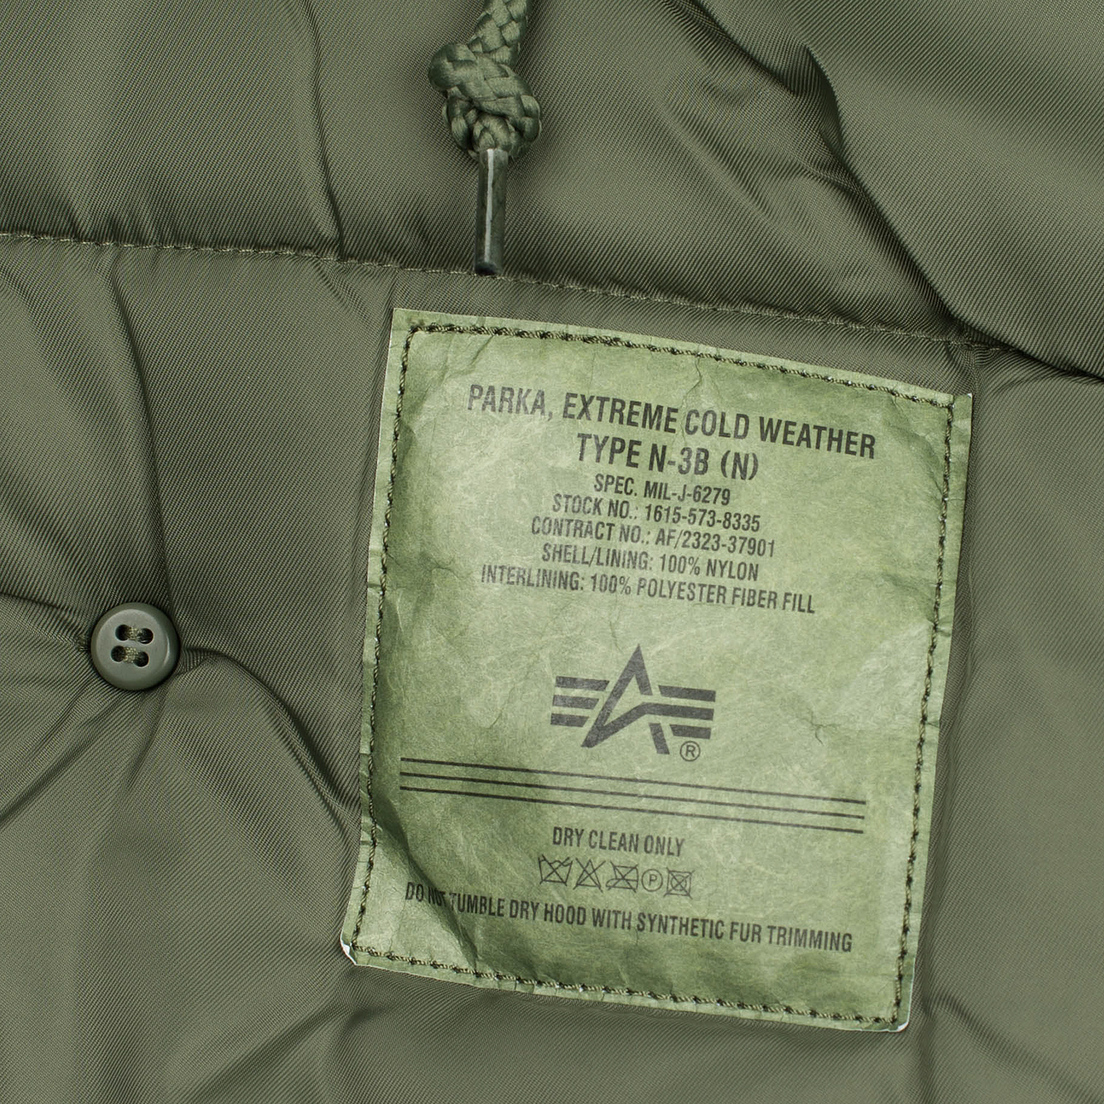 PARKA, EXTREME COLD WEATHER
TYPE N-3B (N)
SPEC. MIL-J-6279
STOCK NO.: 1615-573-8335
CONTRACT NO.: AF/2323-37901
SHELL/LINING: 100% NYLON
INTERLINING: 100% POLYESTER FIBER FILL
®
DRY CLEAN ONLY
P
DO NOT TUMBLE DRY HOOD WITH SYNTHETIC FUR TRIMMING